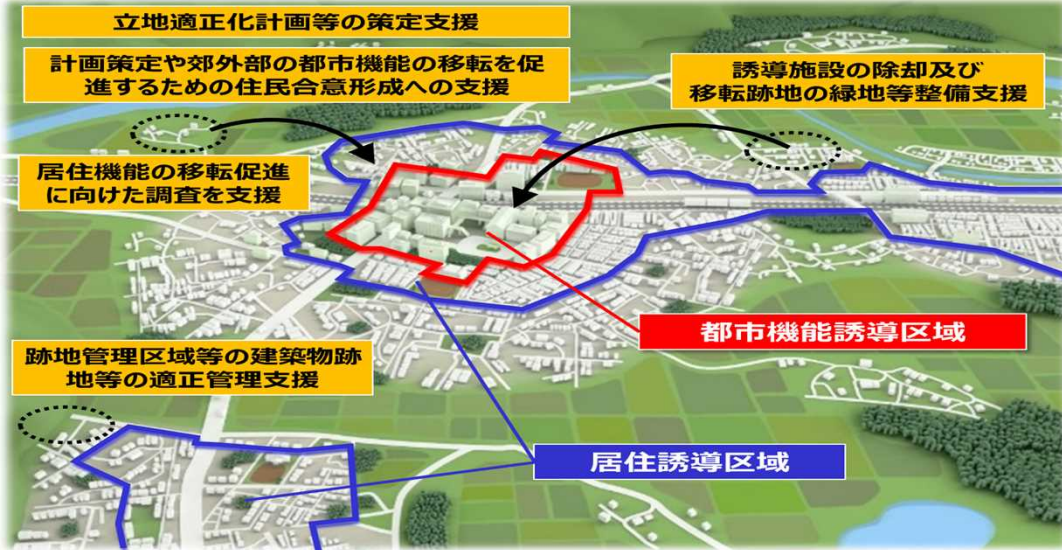 立地適正化計画等の策定支援
計画策定や郊外部の都市機能の移転を促
進するための住民合意形成への支援
誘導施設の除却及び
移転跡地の緑地等整備支援
居住機能の移転促進
に向けた調査を支援
都市機能誘導区域
跡地管理区域等の建築物跡
地等の適正管理支援
居住誘導区域